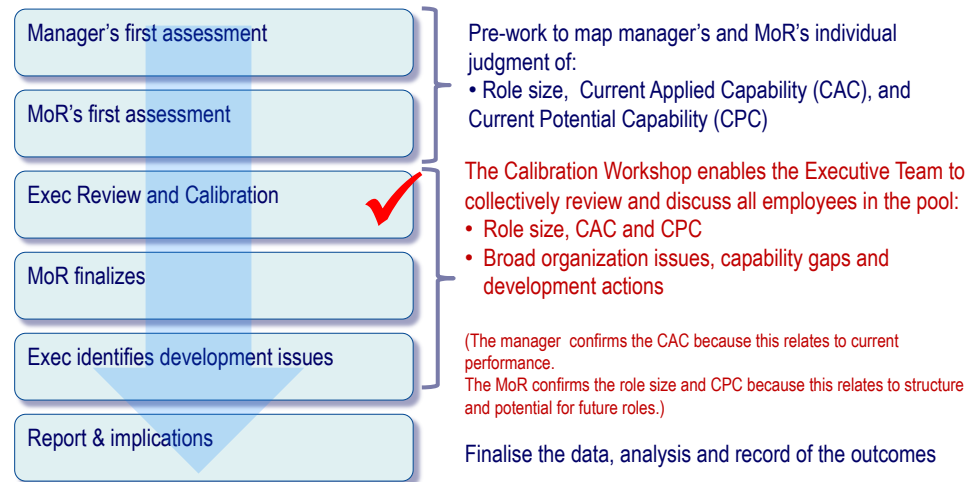 Manager's first assessment
MoR's first assessment
Exec Review and Calibration
MoR finalizes
Exec identifies development issues
Report & implications
Pre-work to map manager's and MoR's individual
judgment of:
• Role size, Current Applied Capability (CAC), and
Current Potential Capability (CPC)
The Calibration Workshop enables the Executive Team to
collectively review and discuss all employees in the pool:
• Role size, CAC and CPC
• Broad organization issues, capability gaps and
development actions
(The manager confirms the CAC because this relates to current
performance.
The MoR confirms the role size and CPC because this relates to structure
and potential for future roles.)
Finalise the data, analysis and record of the outcomes